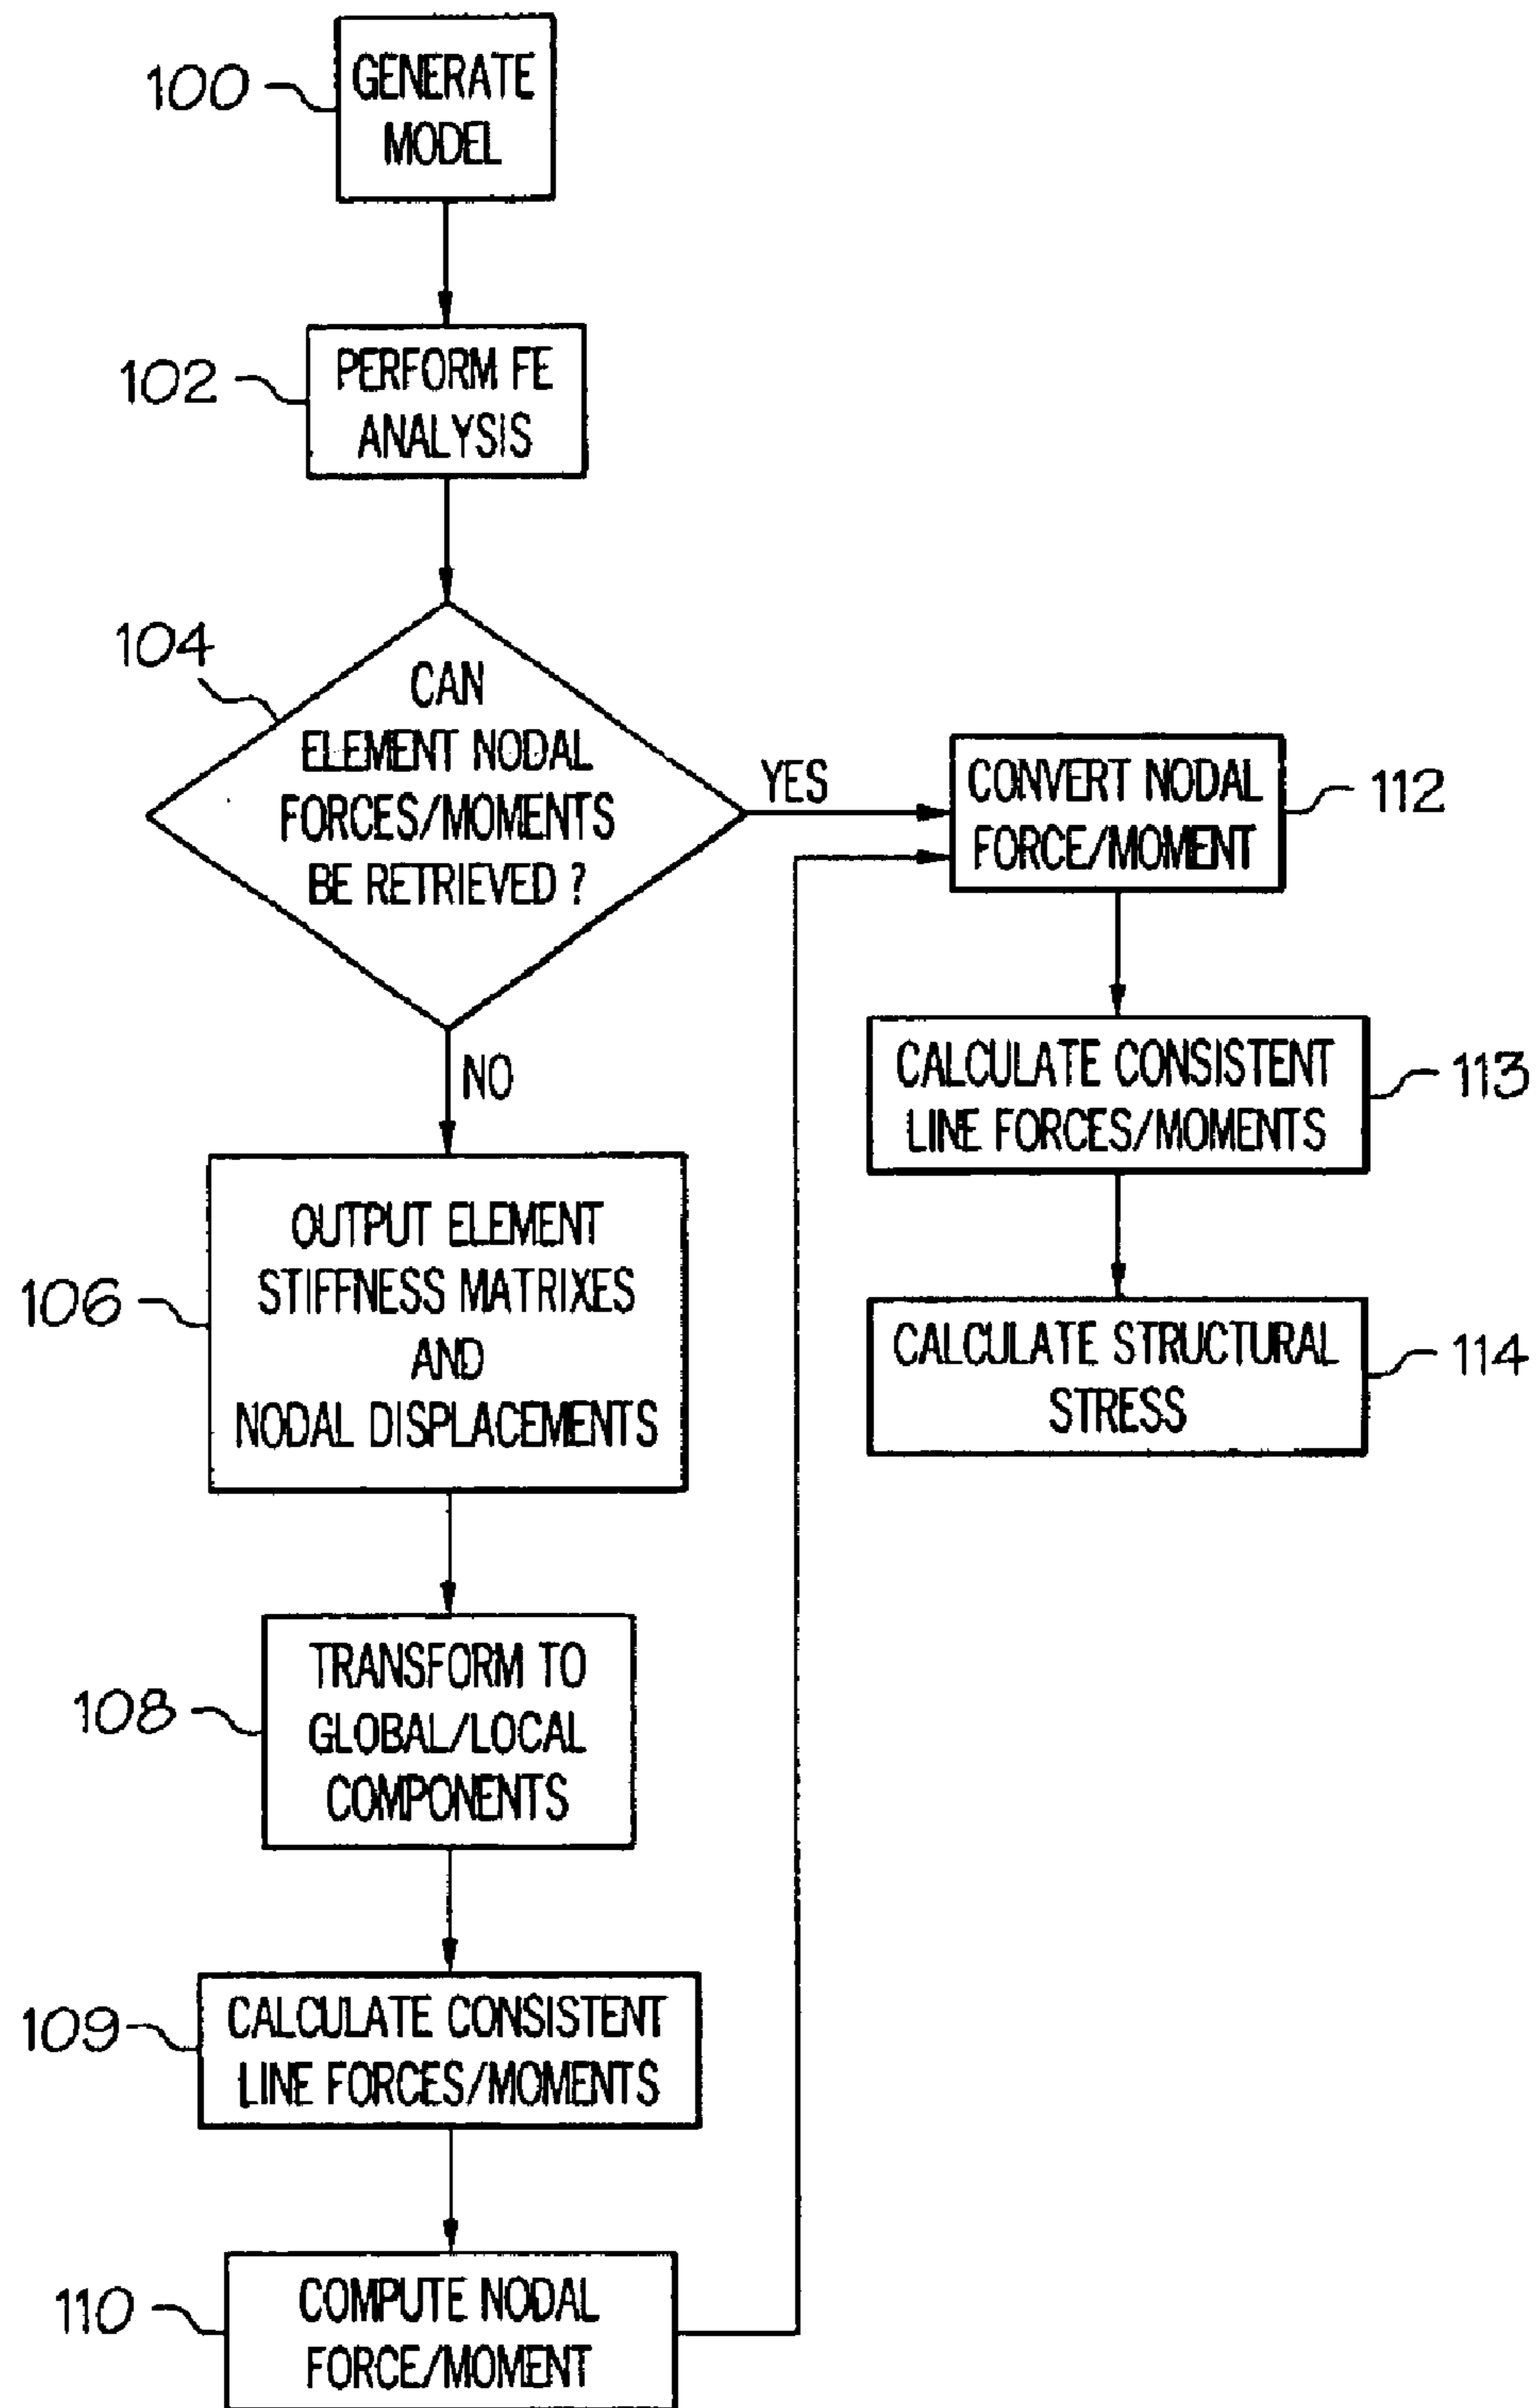 100
GENERATE
MODEL
102
PERFORM FE
ANALYSIS
104
CAN
ELEMENT NODAL
FORCES/MOMENTS
BE RETRIEVED ?
YES
NO
106
OUTPUT ELEMENT
STIFFNESS MATRIXES
AND
NODAL DISPLACEMENTS
108
TRANSFORM TO
GLOBAL/LOCAL
COMPONENTS
109
CALCULATE CONSISTENT
LINE FORCES/MOMENTS
110
COMPUTE NODAL
FORCE/MOMENT
CONVERT NODAL
FORCE/MOMENT
112
CALCULATE CONSISTENT
LINE FORCES/MOMENTS
113
CALCULATE STRUCTURAL
STRESS
114